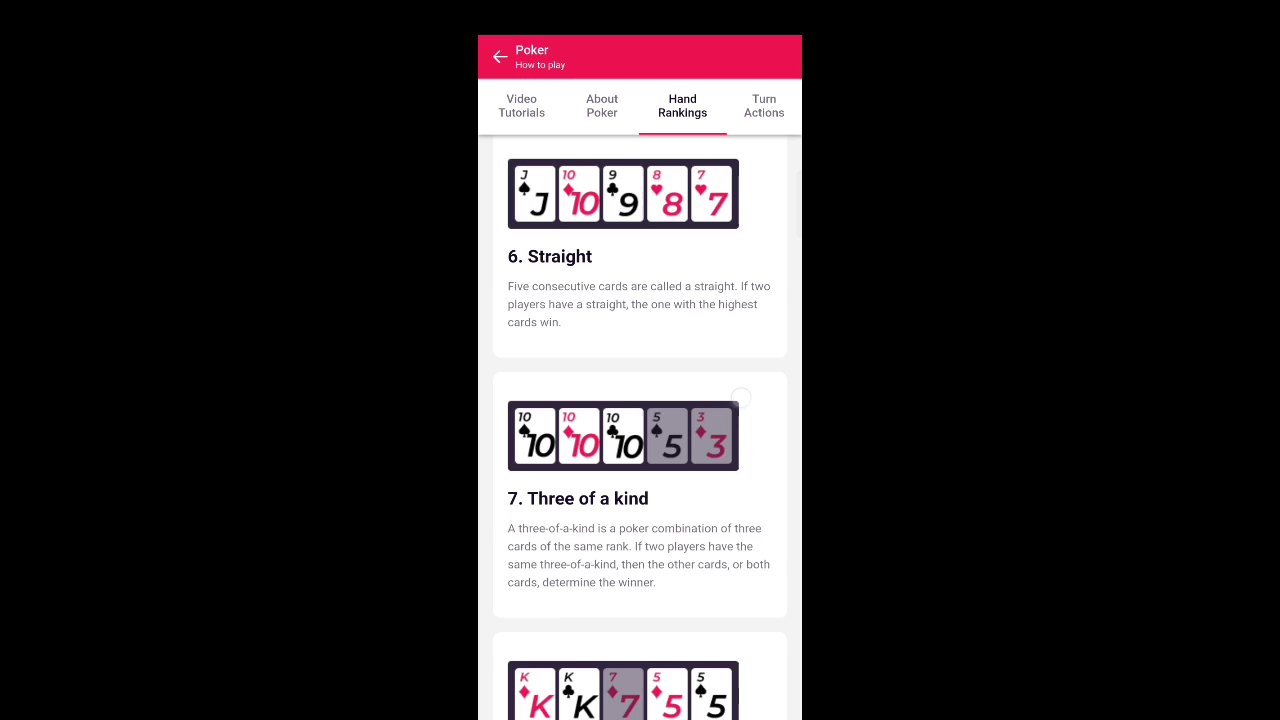 Poker
How to play
Video Tutorials
About Poker
Hand Rankings
Turn Actions
J J 10 10 9 9 8 8 7 7
6. Straight
Five consecutive cards are called a straight. If two
players have a straight, the one with the highest
cards win.
10 10 10 10 10 10 5 5 3 3
7. Three of a kind
A three-of-a-kind is a poker combination of three
cards of the same rank. If two players have the
same three-of-a-kind, then the other cards, or both
cards, determine the winner.
K K K K 7 7 5 5 5 5